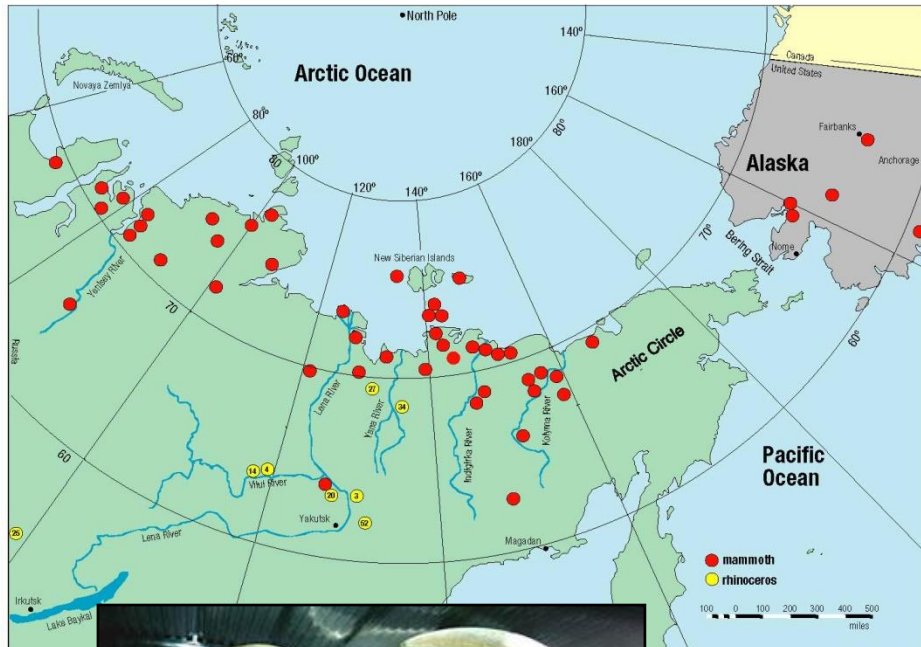 North Pole
140°
Canada
United States
Arctic Ocean
60°
Novaya Zemlya
160°
Fairbanks
80°
180°
80°
Anchorage
100°
80
160°
Alaska
120°
140°
70°
Bering Strait
Nome
New Siberian Islands
Yenisey River
70
60°
Arctic Circle
Russia
Lena River
27
Yana River
34
Indigirka River
Kolyma River
Pacific
Ocean
60
14
4
Vilui River
20
3
Yakutsk
52
25
Lena River
Magadan
mammoth
rhinoceros
Irkutsk
Lake Baykal
100 0 100 200 300 400 500
miles